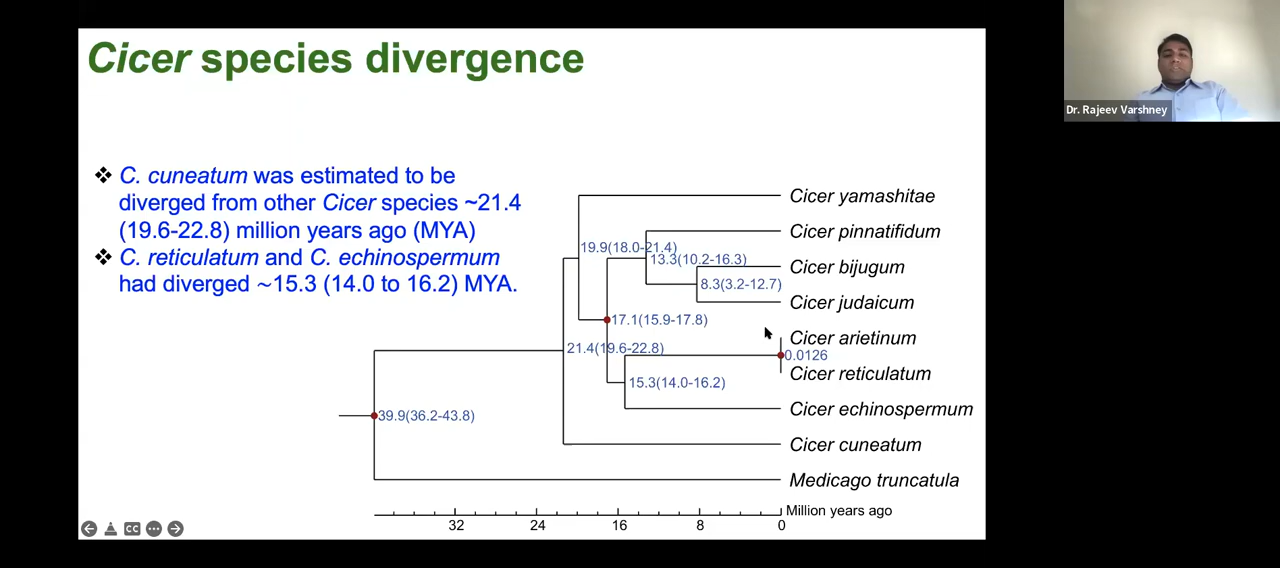 Cicer species divergence
Dr. Rajeev Varshney
❖ C. cuneatum was estimated to be
diverged from other Cicer species ~21.4
(19.6-22.8) million years ago (MYA)
❖ C. reticulatum and C. echinospermum
had diverged ~15.3 (14.0 to 16.2) MYA.
Cicer yamashitae
Cicer pinnatifidum
19.9(18.0-21.4)
13.3(10.2-16.3)
Cicer bijugum
8.3(3.2-12.7)
Cicer judaicum
17.1(15.9-17.8)
Cicer arietinum
21.4(19.6-22.8)
0.0126
Cicer reticulatum
15.3(14.0-16.2)
Cicer echinospermum
39.9(36.2-43.8)
Cicer cuneatum
Medicago truncatula
Million years ago
32 24 16 8 0
CC